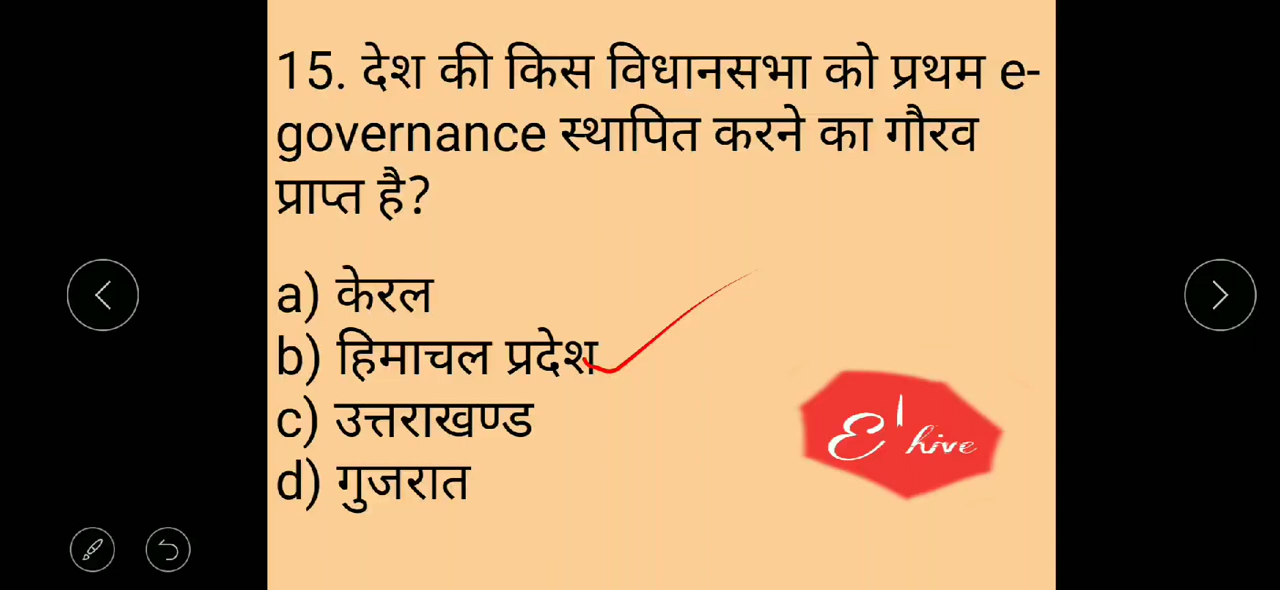 15. देश की किस विधानसभा को प्रथम e-
governance स्थापित करने का गौरव
प्राप्त है?
a) केरल
b) हिमाचल प्रदेश
c) उत्तराखण्ड
d) गुजरात
E'hive